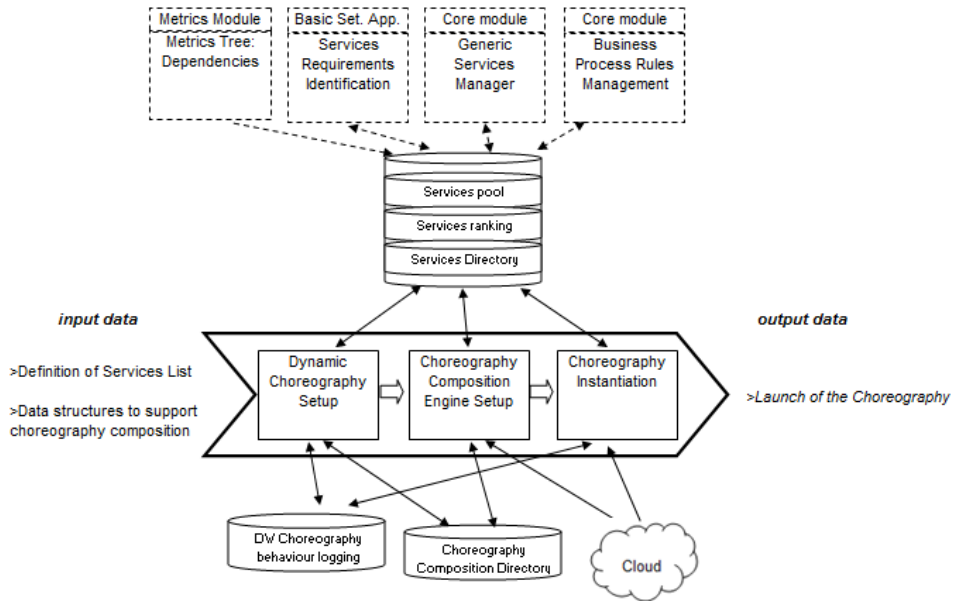 Metrics Module
Metrics Tree:
Dependencies
Basic Set. App.
Services
Requirements
Identification
Core module
Generic
Services
Manager
Core module
Business
Process Rules
Management
Services pool
Services ranking
Services Directory
input data
>Definition of Services List
>Data structures to support
choreography composition
Dynamic
Choreography
Setup
Choreography
Composition
Engine Setup
Choreography
Instantiation
output data
>Launch of the Choreography
DW Choreography
behaviour logging
Choreography
Composition Directory
Cloud